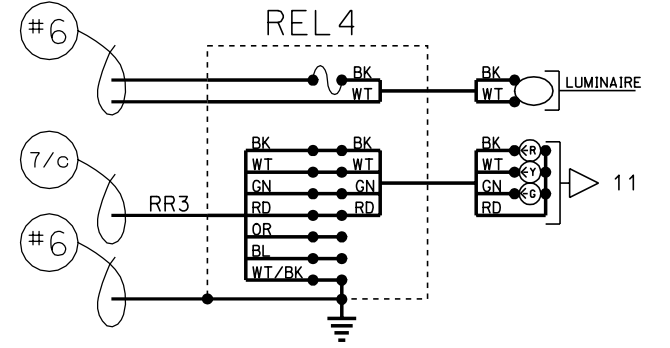 REL4
#6
BK BK
WT WT
LUMINAIRE
7/c
BK BK BK R
WT WT WT Y
GN GN GN G
11
RR3
RD RD RD
OR
BL
WT/BK
#6